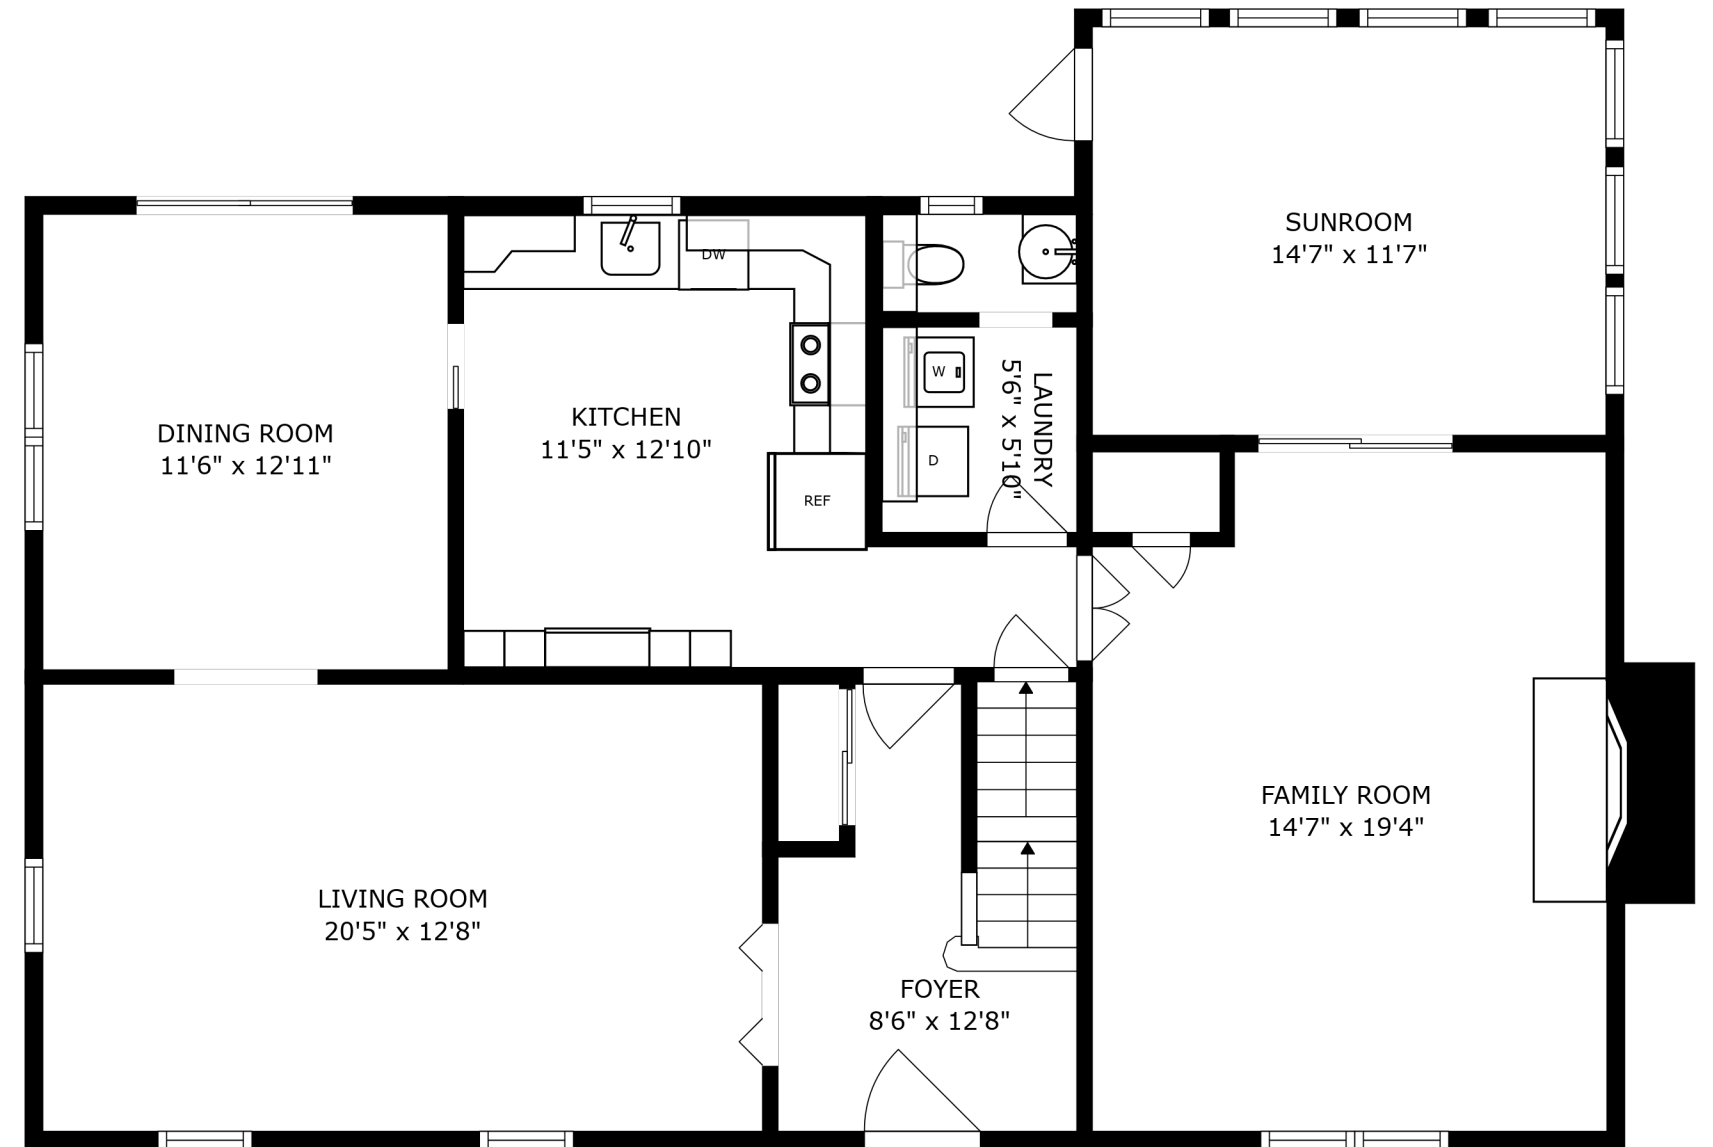 SUNROOM
14'7" x 11'7"
DW
W
LAUNDRY
5'6" x 5'10"
D
KITCHEN
11'5" x 12'10"
DINING ROOM
11'6" x 12'11"
REF
FAMILY ROOM
14'7" x 19'4"
LIVING ROOM
20'5" x 12'8"
FOYER
8'6" x 12'8"